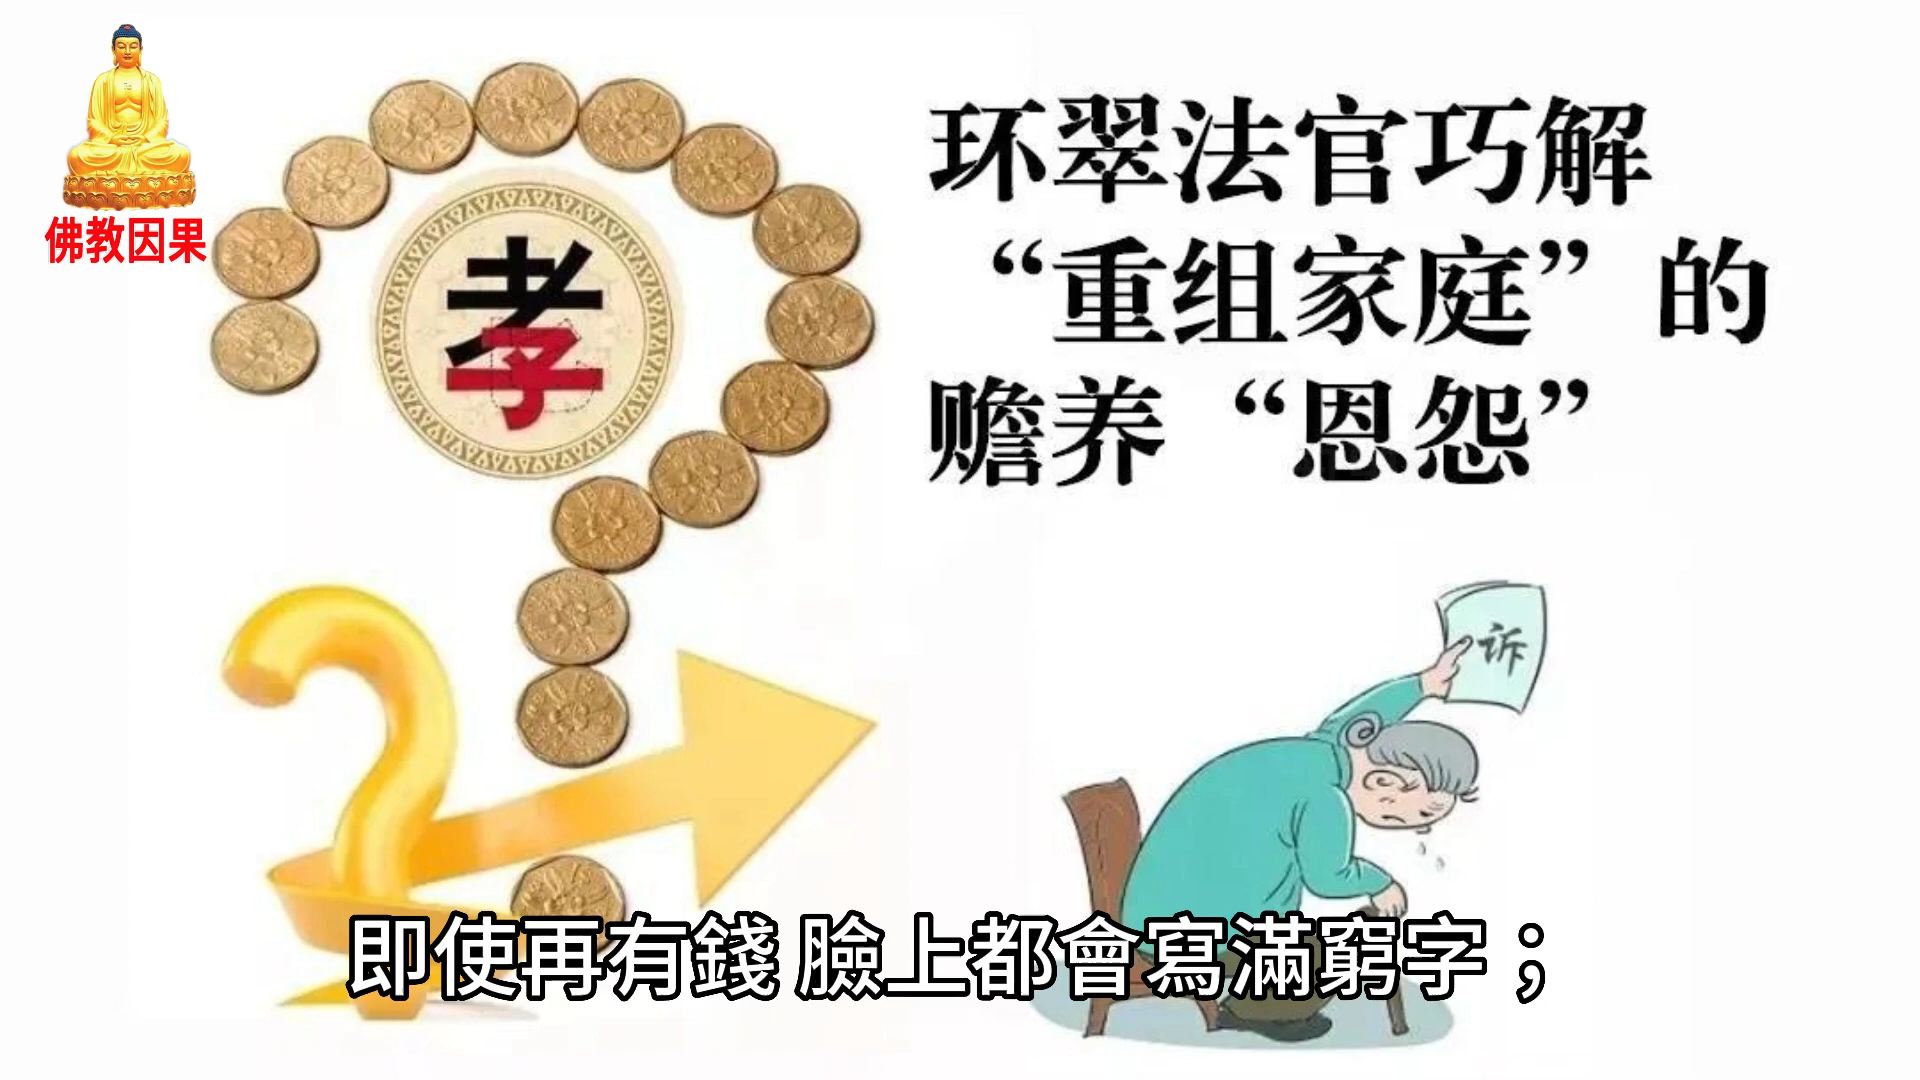 佛教因果
孝
环翠法官巧解
“重组家庭”的
赡养“恩怨”
诉
即使再有錢 臉上都會寫滿窮字；